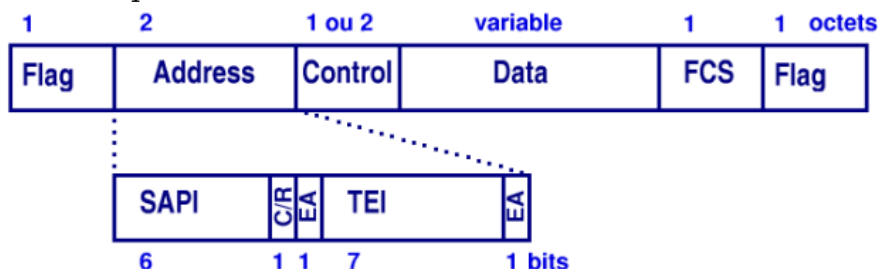 1 2 1 ou 2 variable 1 1 octets
Flag Address Control Data FCS Flag
SAPI C/R EA TEI EA
6 1 1 7 1 bits